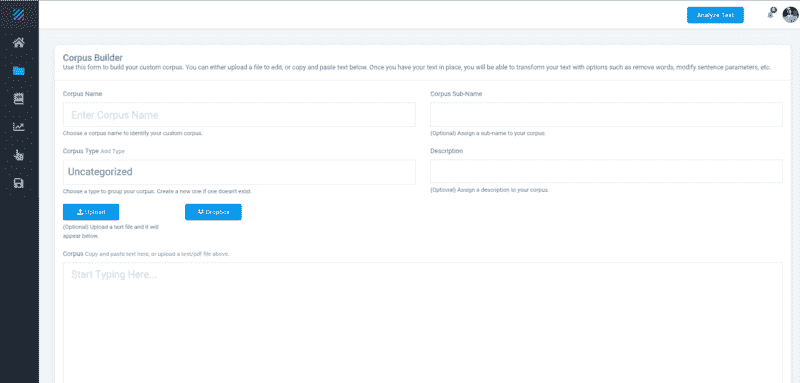 Analyze Text
Corpus Builder
Use this form to build your custom corpus. You can either upload a file to edit, or copy and paste text below. Once you have your text in place, you will be able to transform your text with options such as remove words, modify sentence parameters, etc.
Corpus Name
Corpus Sub-Name
Enter Corpus Name
Choose a corpus name to identify your custom corpus.
(Optional) Assign a sub-name to your corpus.
Corpus Type Add Type
Description
Uncategorized
Choose a type to group your corpus. Create a new one if one doesn't exist.
(Optional) Assign a description to your corpus.
Upload
Dropbox
(Optional) Upload a text file and it will
appear below.
Corpus Copy and paste text here, or upload a text/pdf file above.
Start Typing Here...